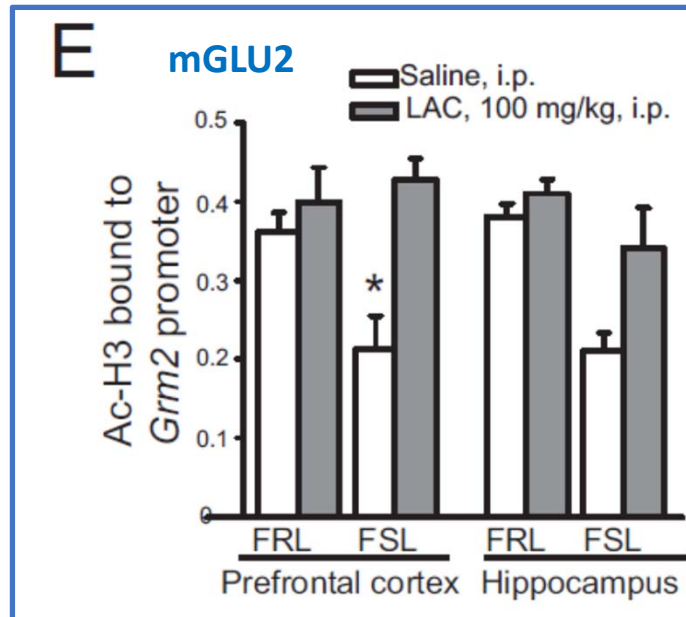 E mGLU2
Saline, i.p.
LAC, 100 mg/kg, i.p.
Ac-H3 bound to
Grm2 promoter
0.5
0.4
0.3
0.2
0.1
0
*
FRL FSL FRL FSL
Prefrontal cortex Hippocampus